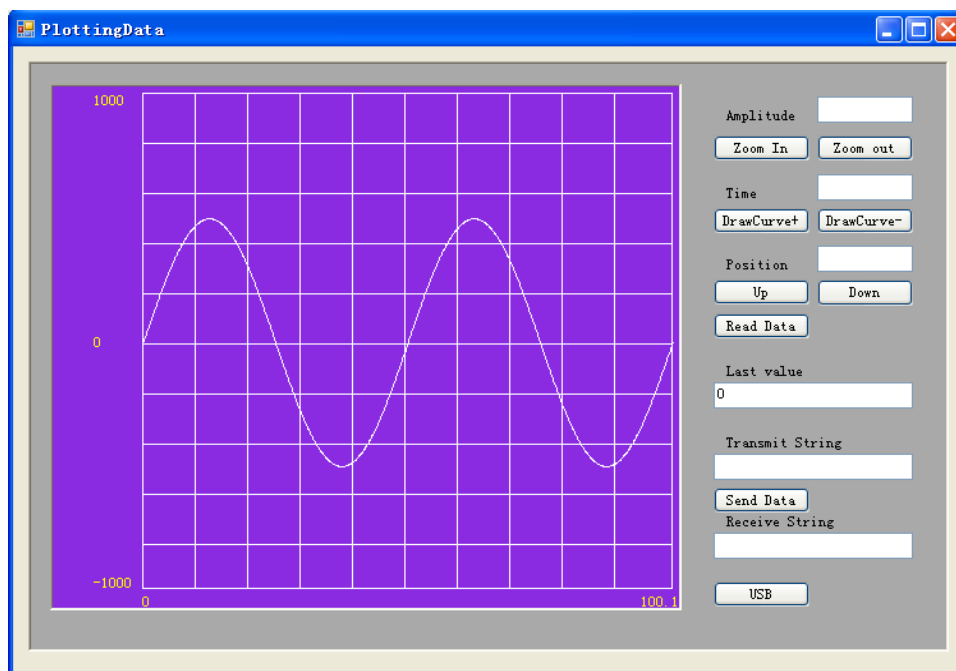 PlottingData
1000
0
-1000
0
100.1
Amplitude
Zoom In
Zoom out
Time
DrawCurve+
DrawCurve-
Position
Up
Down
Read Data
Last value
0
Transmit String
Send Data
Receive String
USB